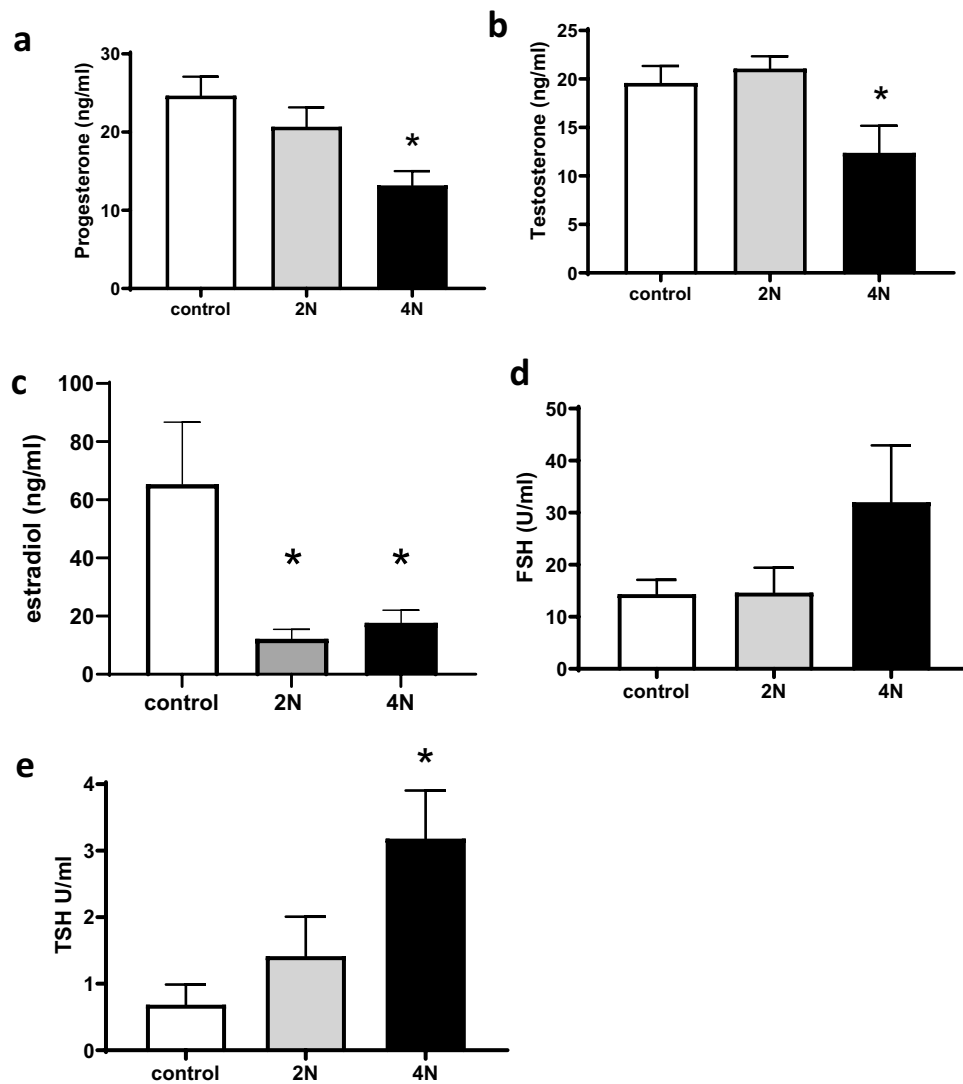 a
Progesterone (ng/ml)
30
20
10
0
*
control 2N 4N
b
Testosterone (ng/ml)
25
20
15
10
5
0
*
control 2N 4N
c
estradiol (ng/ml)
100
80
60
40
20
0
* *
control 2N 4N
d
FSH (U/ml)
50
40
30
20
10
0
control 2N 4N
e
TSH U/ml
4
3
2
1
0
*
control 2N 4N